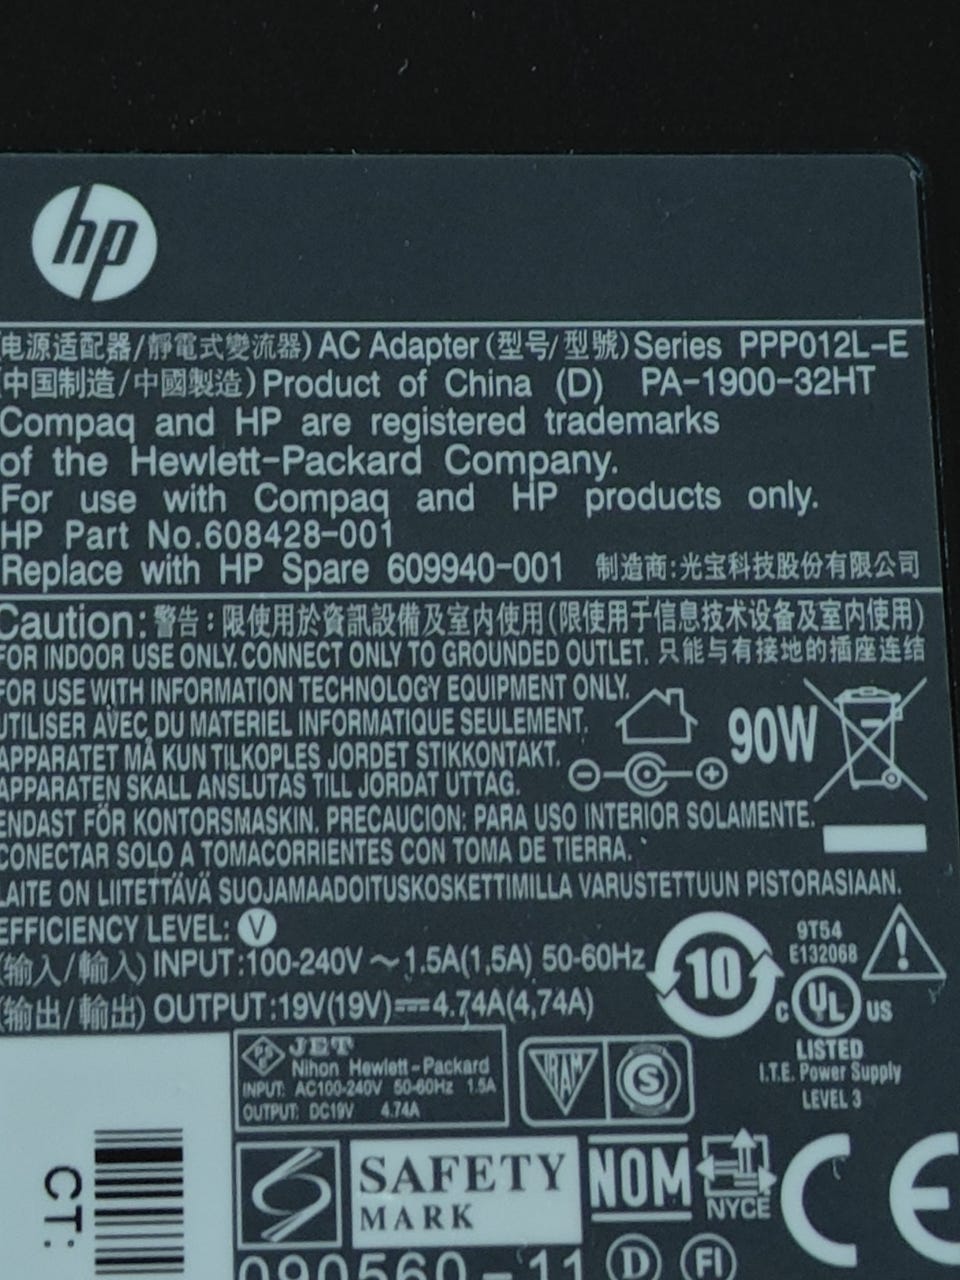 hp
(电源适配器/靜電式變流器) AC Adapter (型号/型號) Series PPP012L-E
(中国制造/中國製造) Product of China (D) PA-1900-32HT
Compaq and HP are registered trademarks
of the Hewlett-Packard Company.
For use with Compaq and HP products only.
HP Part No.608428-001
Replace with HP Spare 609940-001 制造商:光宝科技股份有限公司
Caution: 警告: 限使用於資訊設備及室内使用(限使用于信息技术设备及室内使用)
FOR INDOOR USE ONLY. CONNECT ONLY TO GROUNDED OUTLET. 只能与有接地的插座连结
FOR USE WITH INFORMATION TECHNOLOGY EQUIPMENT ONLY.
UTILISER AVEC DU MATERIEL INFORMATIQUE SEULEMENT.
90W
APPARATET MÅ KUN TILKOPLES JORDET STIKKONTAKT.
APPARATEN SKALL ANSLUTAS TILL JORDAT UTTAG.
ENDAST FÖR KONTORSMASKIN. PRECAUCION: PARA USO INTERIOR SOLAMENTE.
CONECTAR SOLO A TOMACORRIENTES CON TOMA DE TIERRA.
LAITE ON LIITETTÄVÄ SUOJAMAADOITUSKOSKETTIMILLA VARUSTETTUUN PISTORASIAAN.
EFFICIENCY LEVEL: V
(输入/輸入) INPUT:100-240V ~ 1.5A(1,5A) 50-60Hz
(输出/輸出) OUTPUT:19V(19V)⎓4.74A(4,74A)
10
9T54
E132068
C UL US
LISTED
I.T.E. Power Supply
LEVEL 3
PSE JET
Nihon Hewlett-Packard
INPUT: AC100-240V 50-60Hz 1.5A
OUTPUT: DC19V 4.74A
IRAM S
SAFETY
MARK
NOM
NYCE
CE
CT:
090560-11 D FI